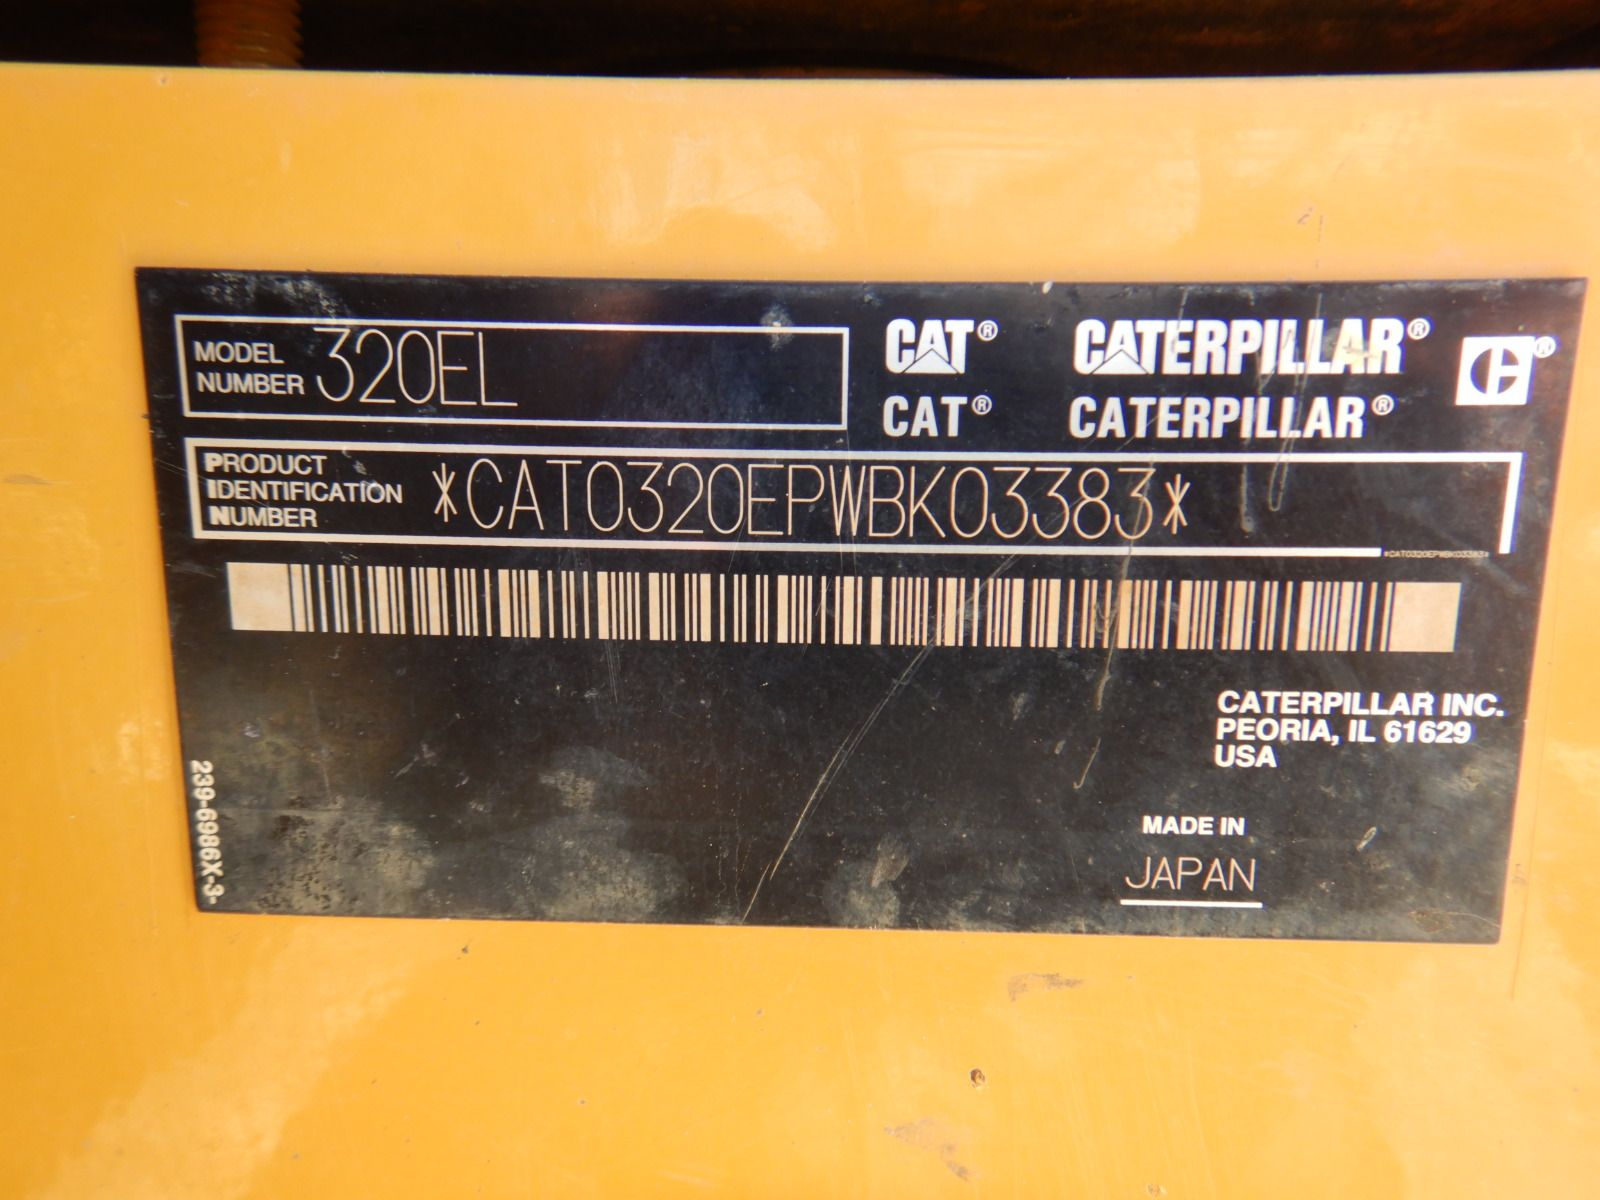 MODEL NUMBER 320EL
CAT® CATERPILLAR®
CAT® CATERPILLAR®
PRODUCT IDENTIFICATION NUMBER *CAT0320EPWBK03383*
*CAT0320EPWBK03383*
CATERPILLAR INC.
PEORIA, IL 61629
USA
MADE IN
JAPAN
239-6986X-3-